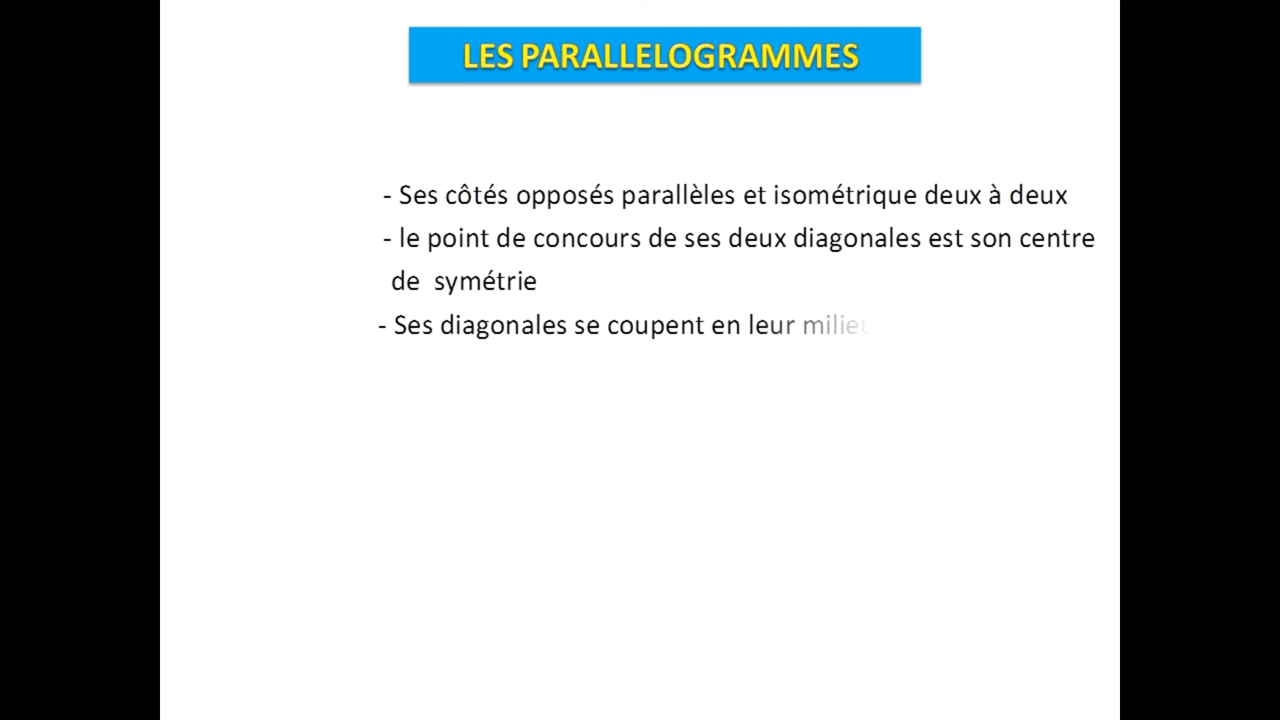 LES PARALLELOGRAMMES
- Ses côtés opposés parallèles et isométrique deux à deux
- le point de concours de ses deux diagonales est son centre
de symétrie
- Ses diagonales se coupent en leur milieu